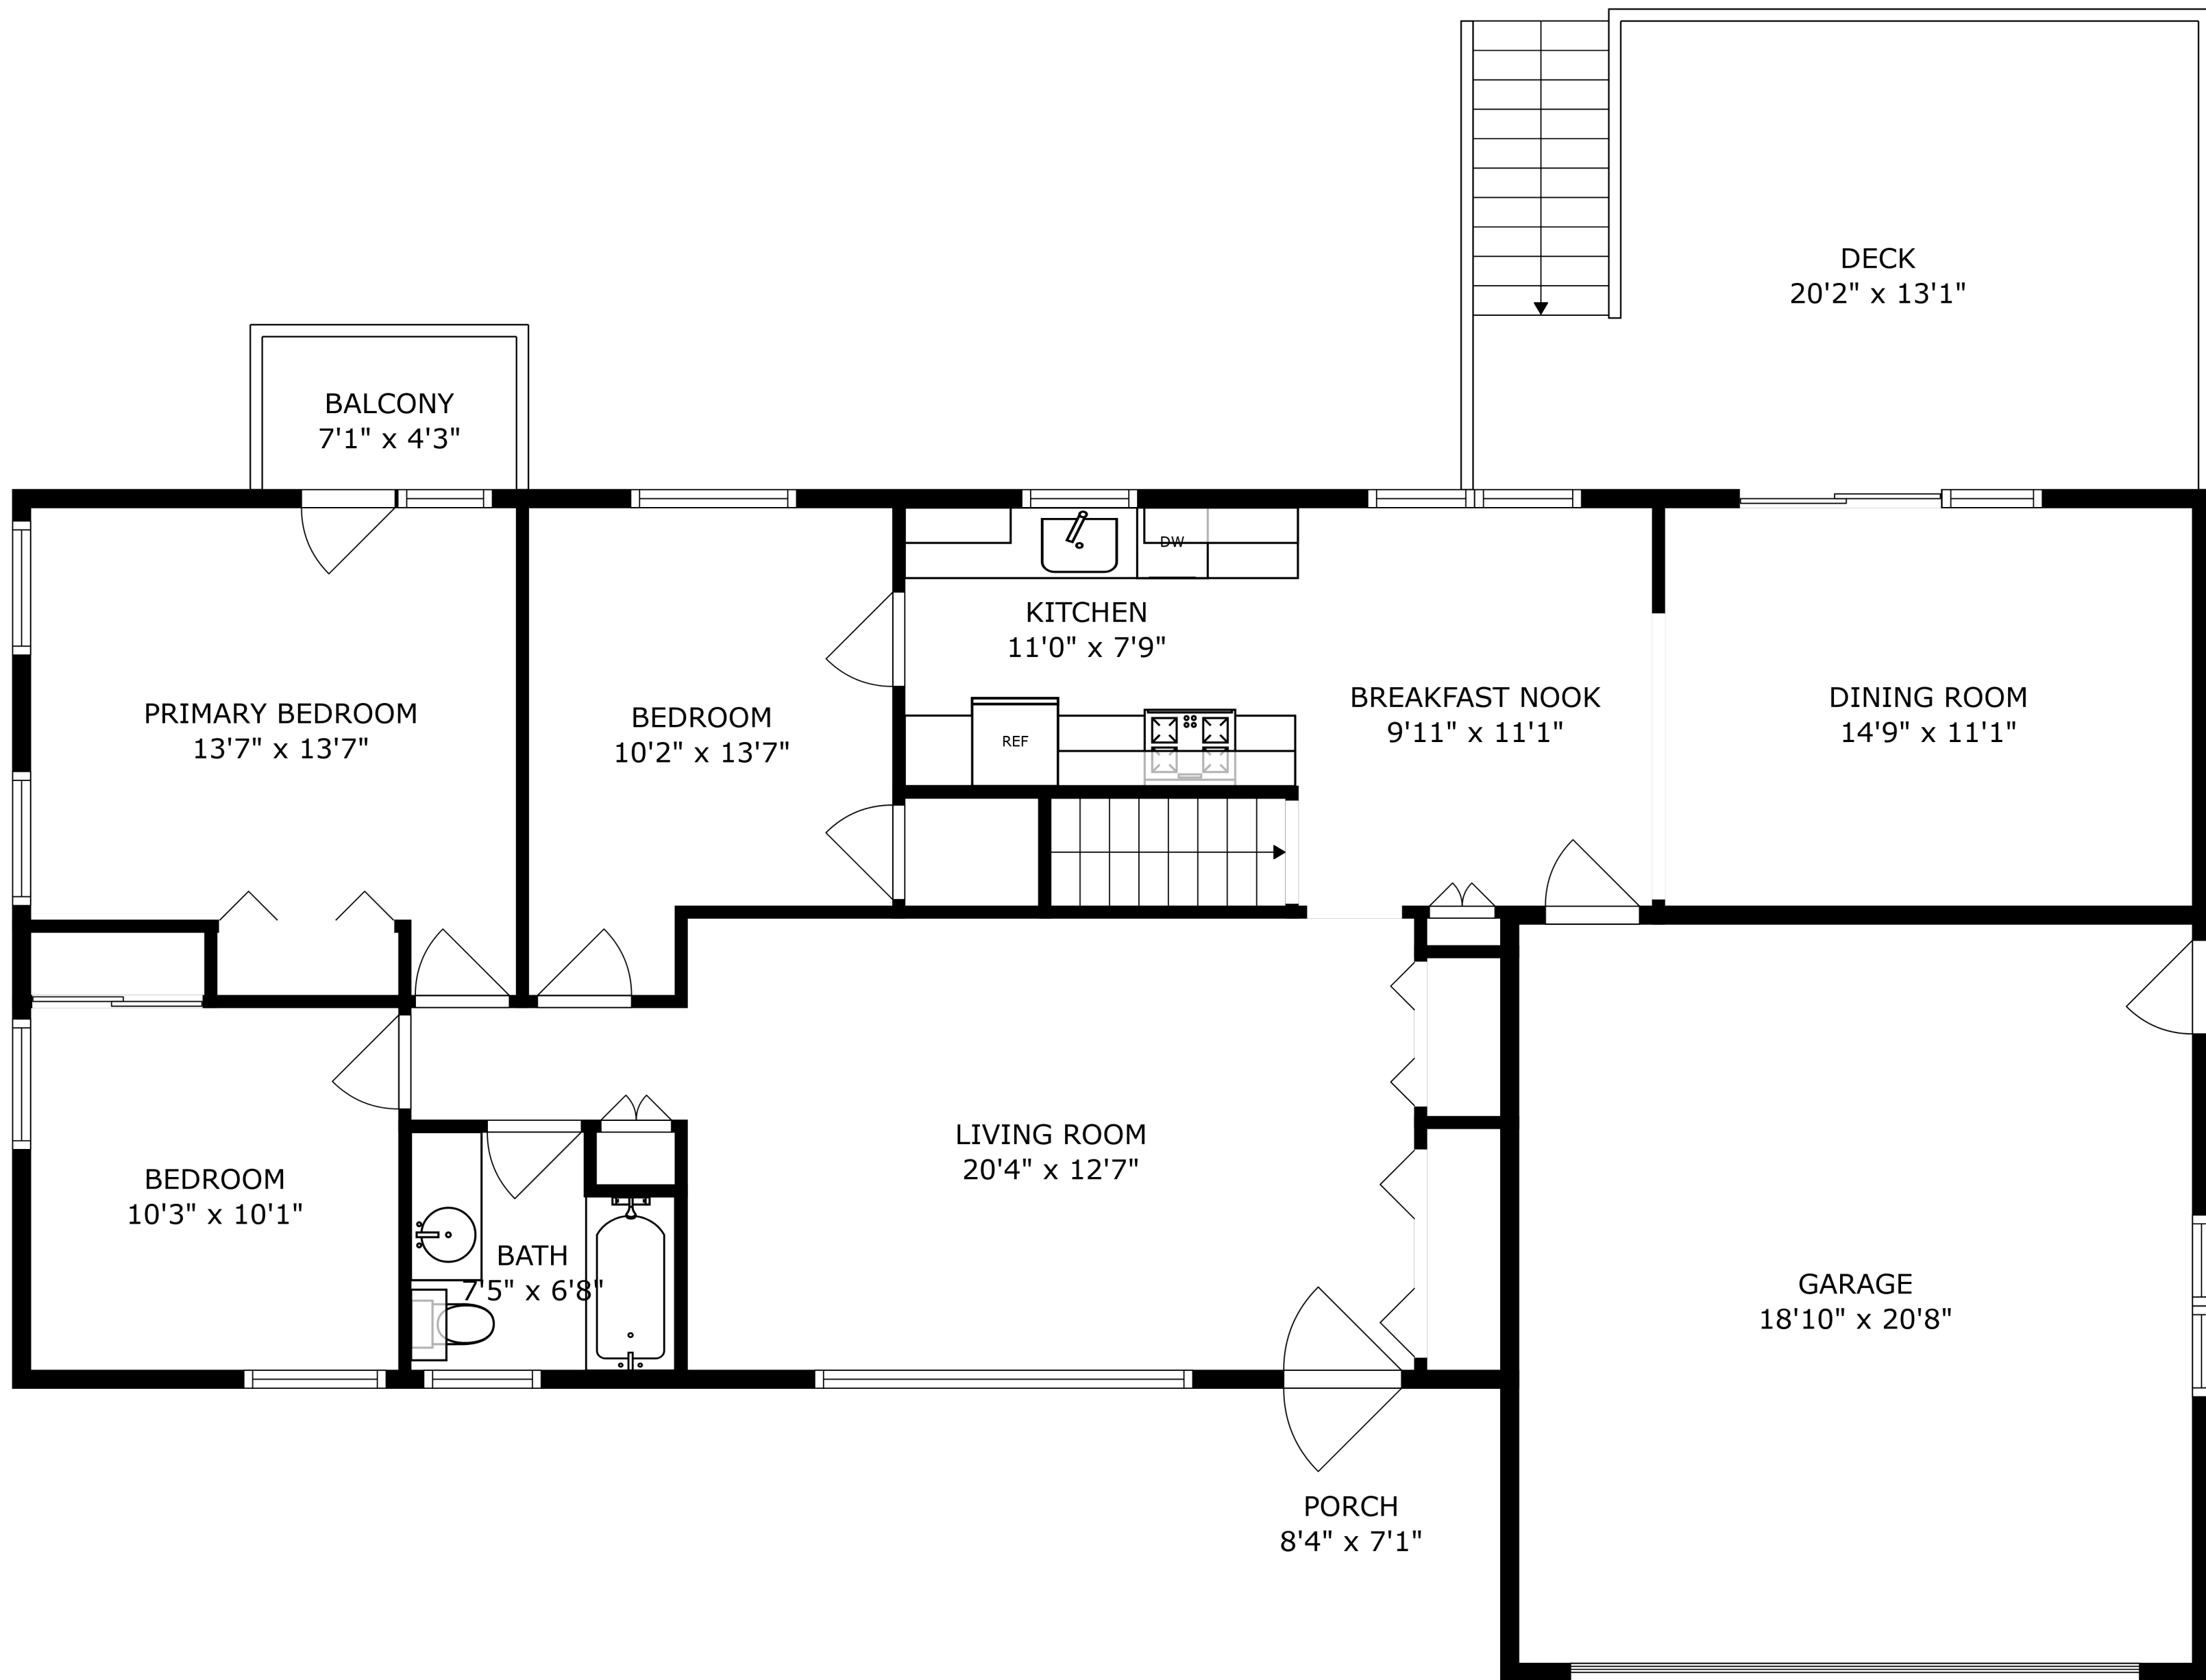 DECK
20'2" x 13'1"
BALCONY
7'1" x 4'3"
DW
KITCHEN
11'0" x 7'9"
PRIMARY BEDROOM
13'7" x 13'7"
BEDROOM
10'2" x 13'7"
REF
BREAKFAST NOOK
9'11" x 11'1"
DINING ROOM
14'9" x 11'1"
BEDROOM
10'3" x 10'1"
BATH
7'5" x 6'8"
LIVING ROOM
20'4" x 12'7"
GARAGE
18'10" x 20'8"
PORCH
8'4" x 7'1"